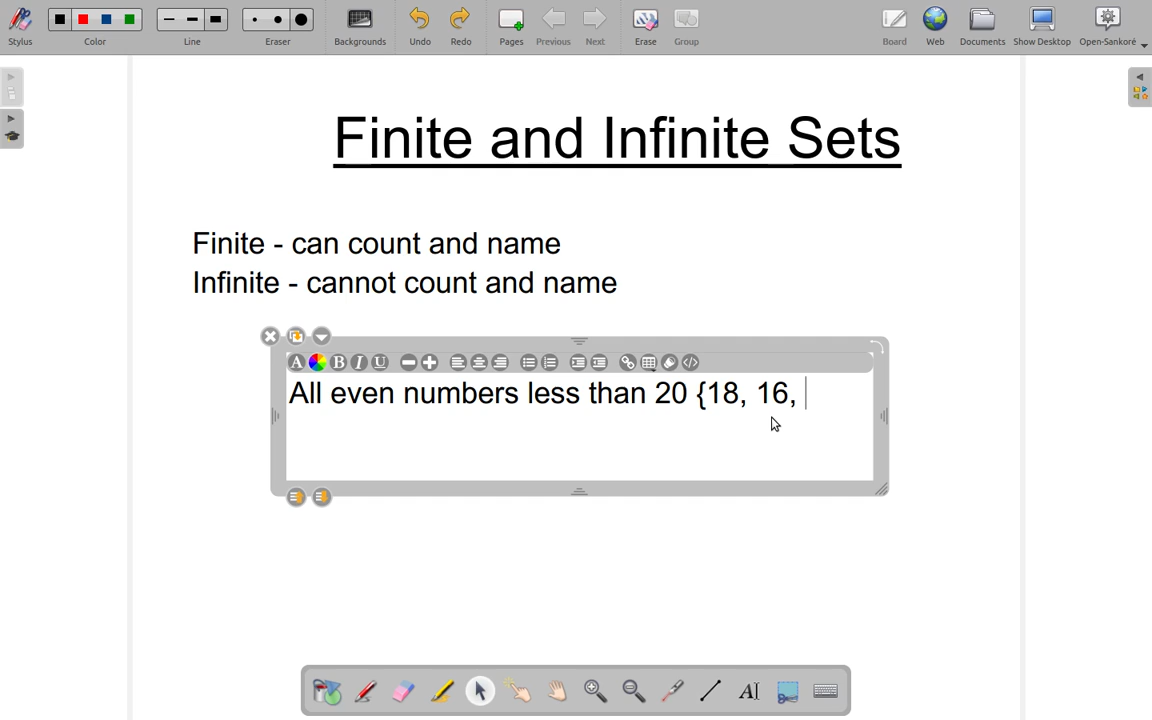 Stylus Color Line Eraser Backgrounds Undo Redo Pages Previous Next Erase Group Board Web Documents Show Desktop Open-Sankoré
Finite and Infinite Sets
Finite - can count and name
Infinite - cannot count and name
A B I U
All even numbers less than 20 {18, 16,
AI